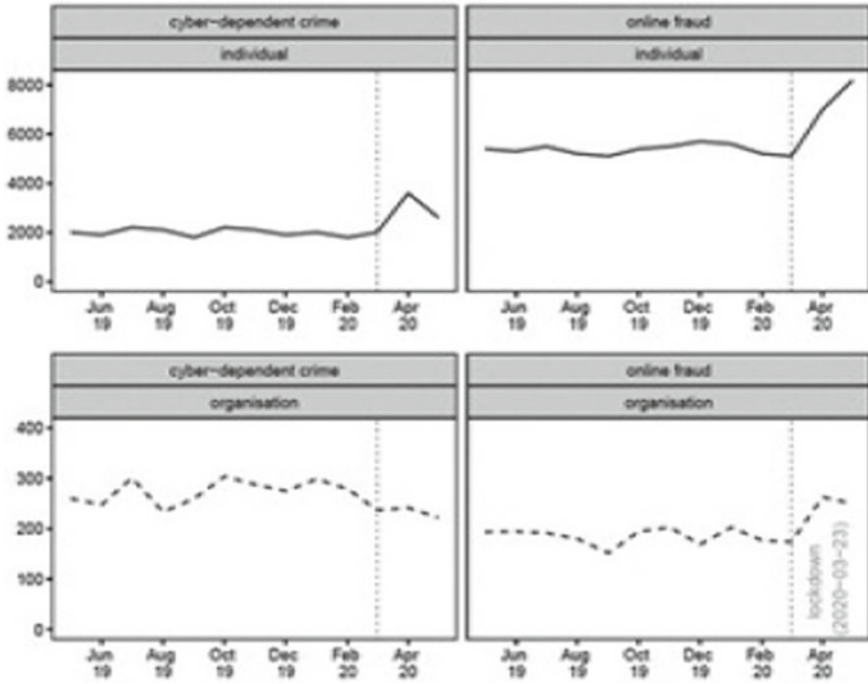 cyber-dependent crime
individual
online fraud
individual
8000
6000
4000
2000
0
Jun 19
Aug 19
Oct 19
Dec 19
Feb 20
Apr 20
Jun 19
Aug 19
Oct 19
Dec 19
Feb 20
Apr 20
cyber-dependent crime
organisation
online fraud
organisation
400
300
200
100
0
lockdown
(2020-03-23)
Jun 19
Aug 19
Oct 19
Dec 19
Feb 20
Apr 20
Jun 19
Aug 19
Oct 19
Dec 19
Feb 20
Apr 20